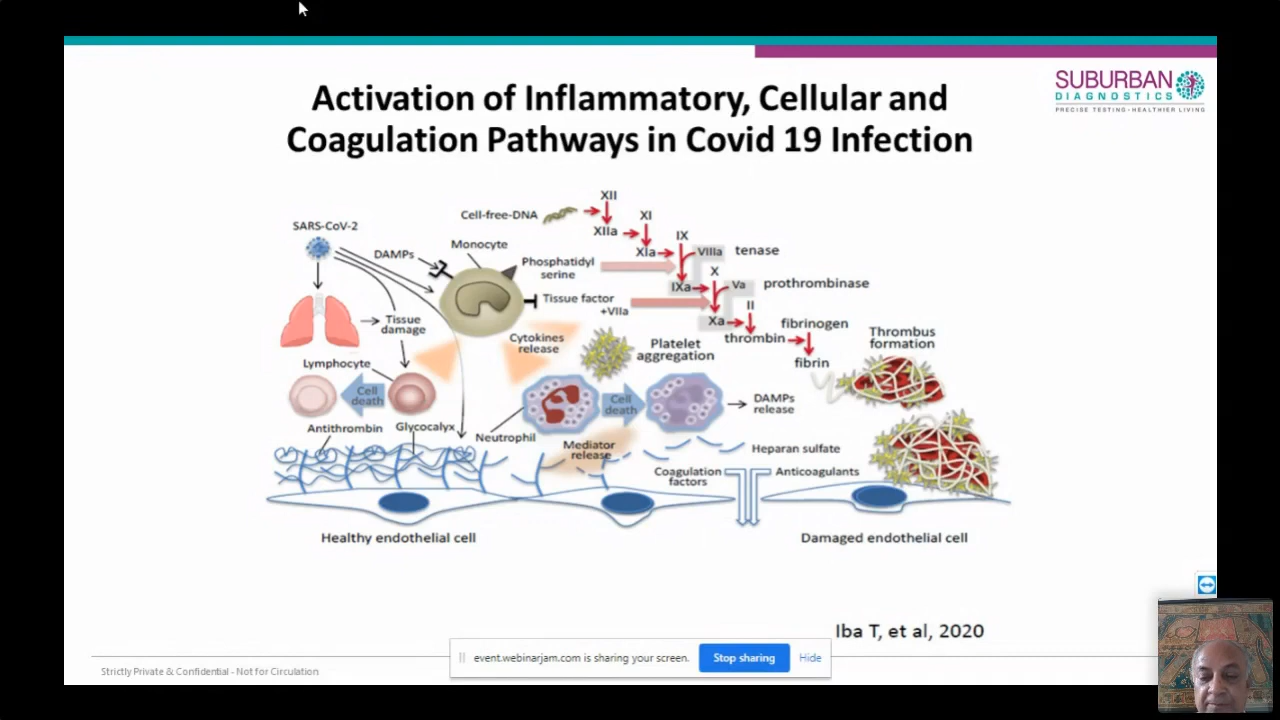 SUBURBAN
DIAGNOSTICS
PRECISE TESTING • HEALTHIER LIVING
Activation of Inflammatory, Cellular and
Coagulation Pathways in Covid 19 Infection
SARS-CoV-2
DAMPs
Monocyte
Cell-free-DNA
XII
XIIa
XI
XIa
IX
VIIIa
tenase
Phosphatidyl
serine
IXa
X
Va
prothrombinase
Tissue factor
+VIIa
Xa
II
thrombin
fibrinogen
fibrin
Thrombus
formation
Tissue
damage
Cytokines
release
Platelet
aggregation
Lymphocyte
Cell
death
Cell
death
DAMPs
release
Antithrombin
Glycocalyx
Neutrophil
Mediator
release
Heparan sulfate
Coagulation
factors
Anticoagulants
Healthy endothelial cell
Damaged endothelial cell
Iba T, et al, 2020
event.webinarjam.com is sharing your screen.
Stop sharing
Hide
Strictly Private & Confidential - Not for Circulation